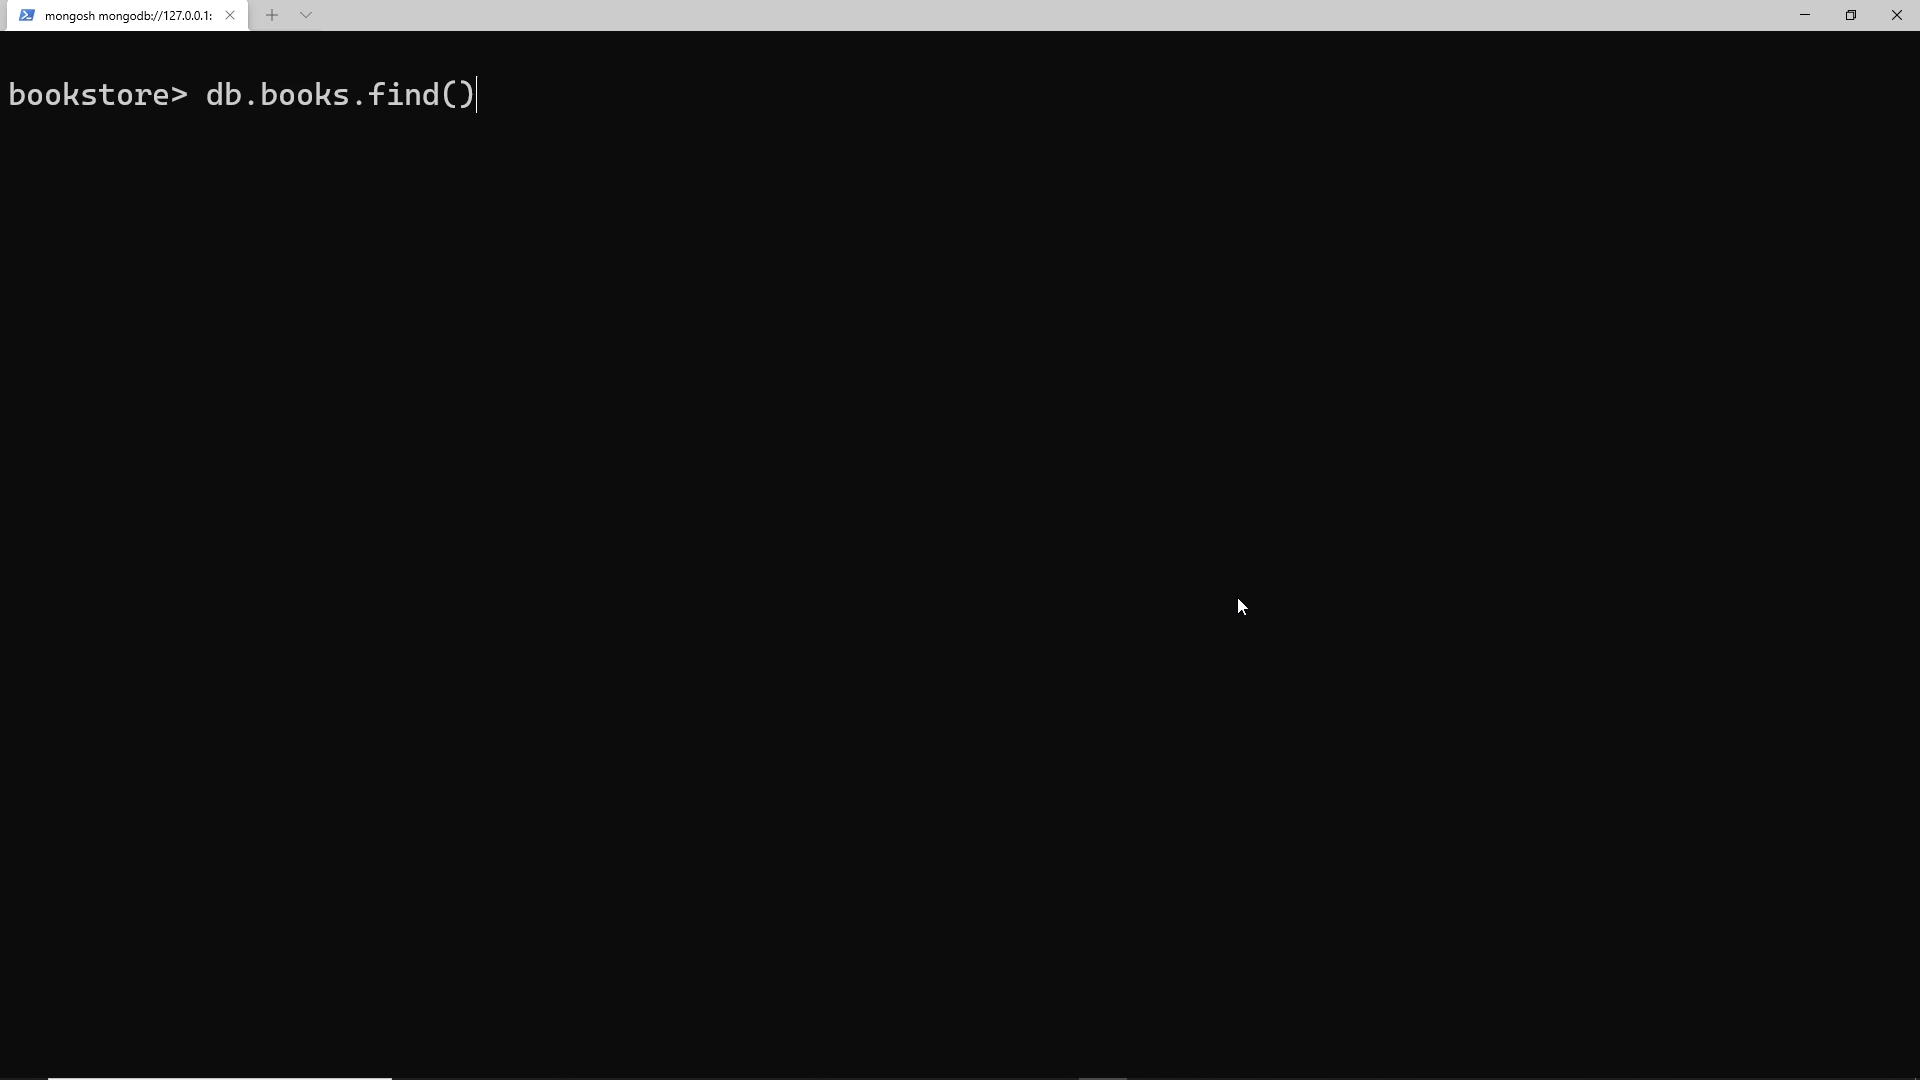 mongosh mongodb://127.0.0.1:
bookstore> db.books.find()